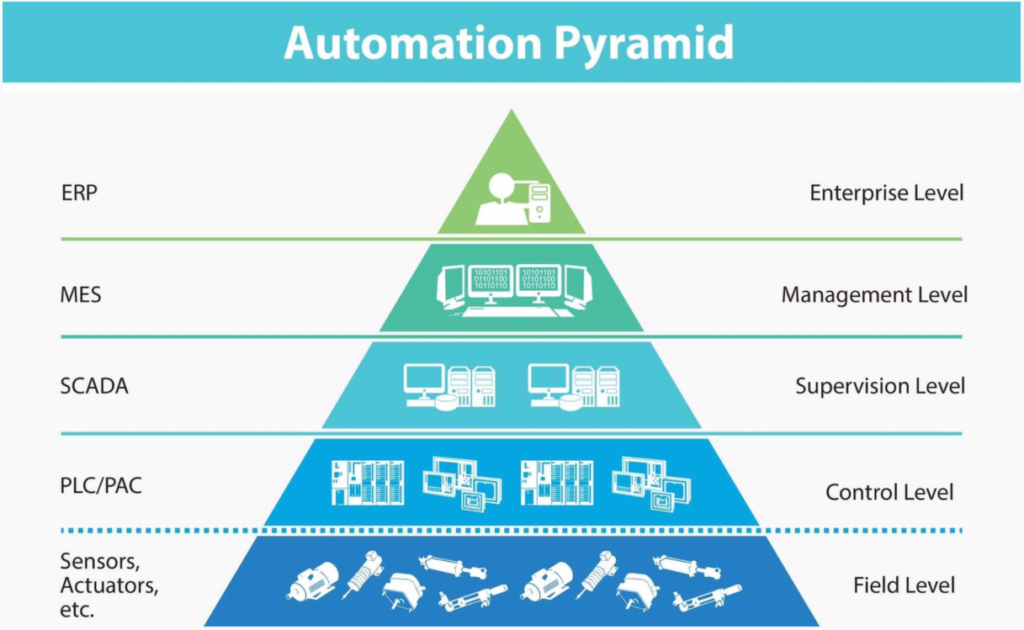 Automation Pyramid
ERP
Enterprise Level
10101101 10101101
01101100 01101100
10110110 10110110
MES
Management Level
SCADA
Supervision Level
PLC/PAC
Control Level
Sensors,
Actuators,
etc.
Field Level